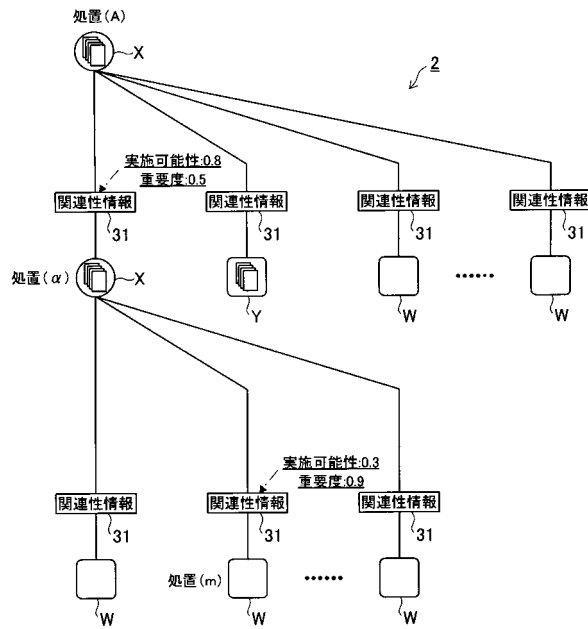 処置(A)
X
2
実施可能性:0.8
重要度:0.5
関連性情報 関連性情報 関連性情報 関連性情報
31 31 31 31
処置(α)
X
Y
W
······
W
実施可能性:0.3
重要度:0.9
関連性情報 関連性情報 関連性情報
31 31 31
処置(m)
······
W W W